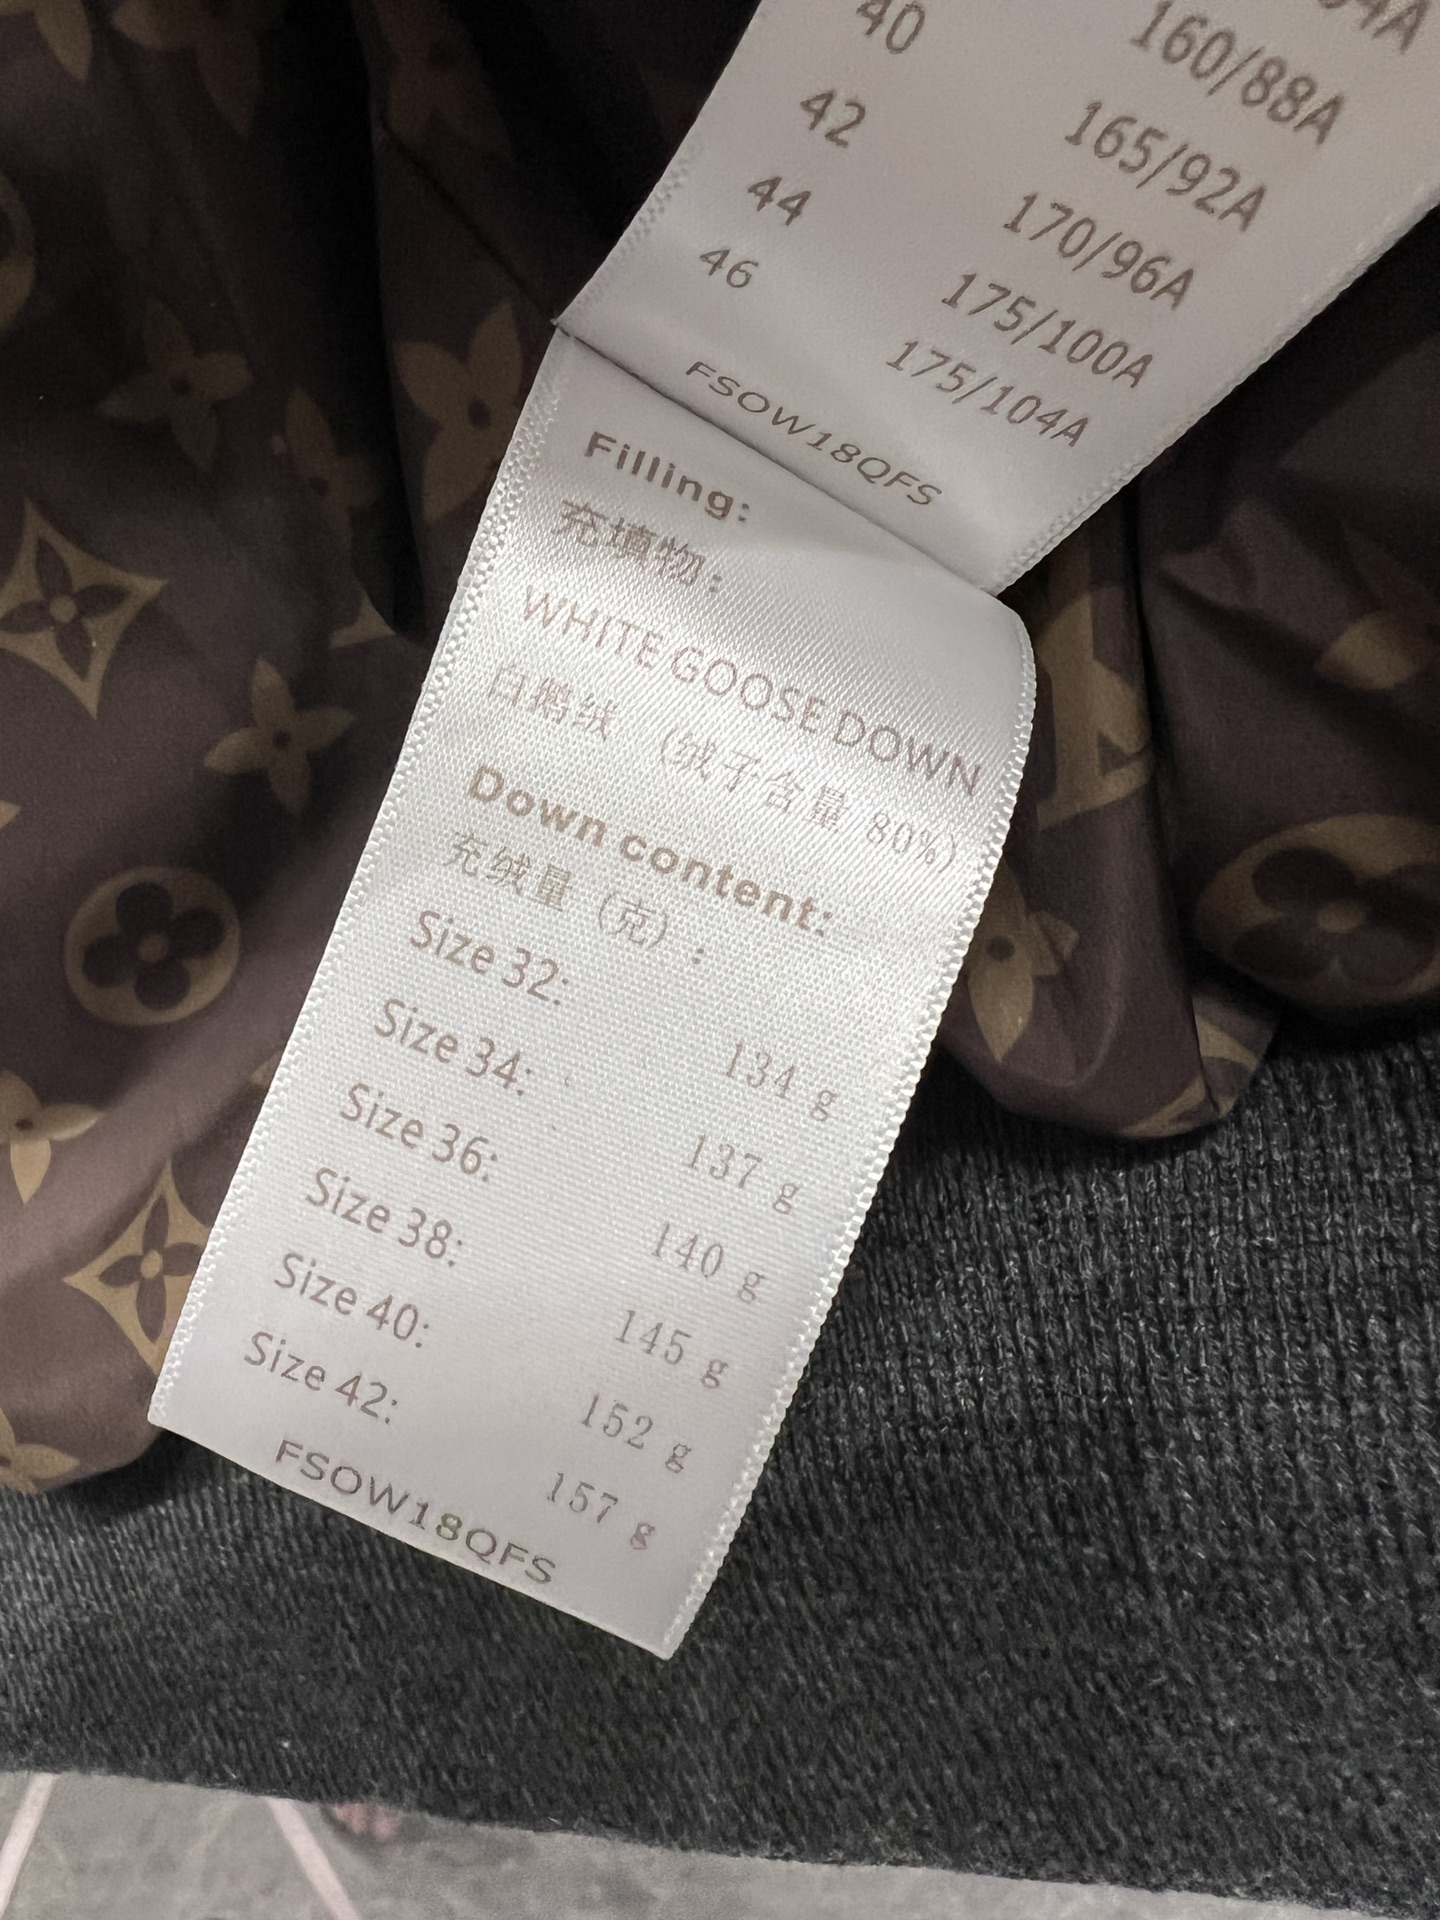 40 160/88A
42 165/92A
44 170/96A
46 175/100A
175/104A
FSOW18QFS
Filling:
充填物:
WHITE GOOSE DOWN
白鹅绒 (绒子含量 80%)
Down content:
充绒量 (克) :
Size 32: 134 g
Size 34: 137 g
Size 36: 140 g
Size 38: 145 g
Size 40: 152 g
Size 42: 157 g
FSOW18QFS